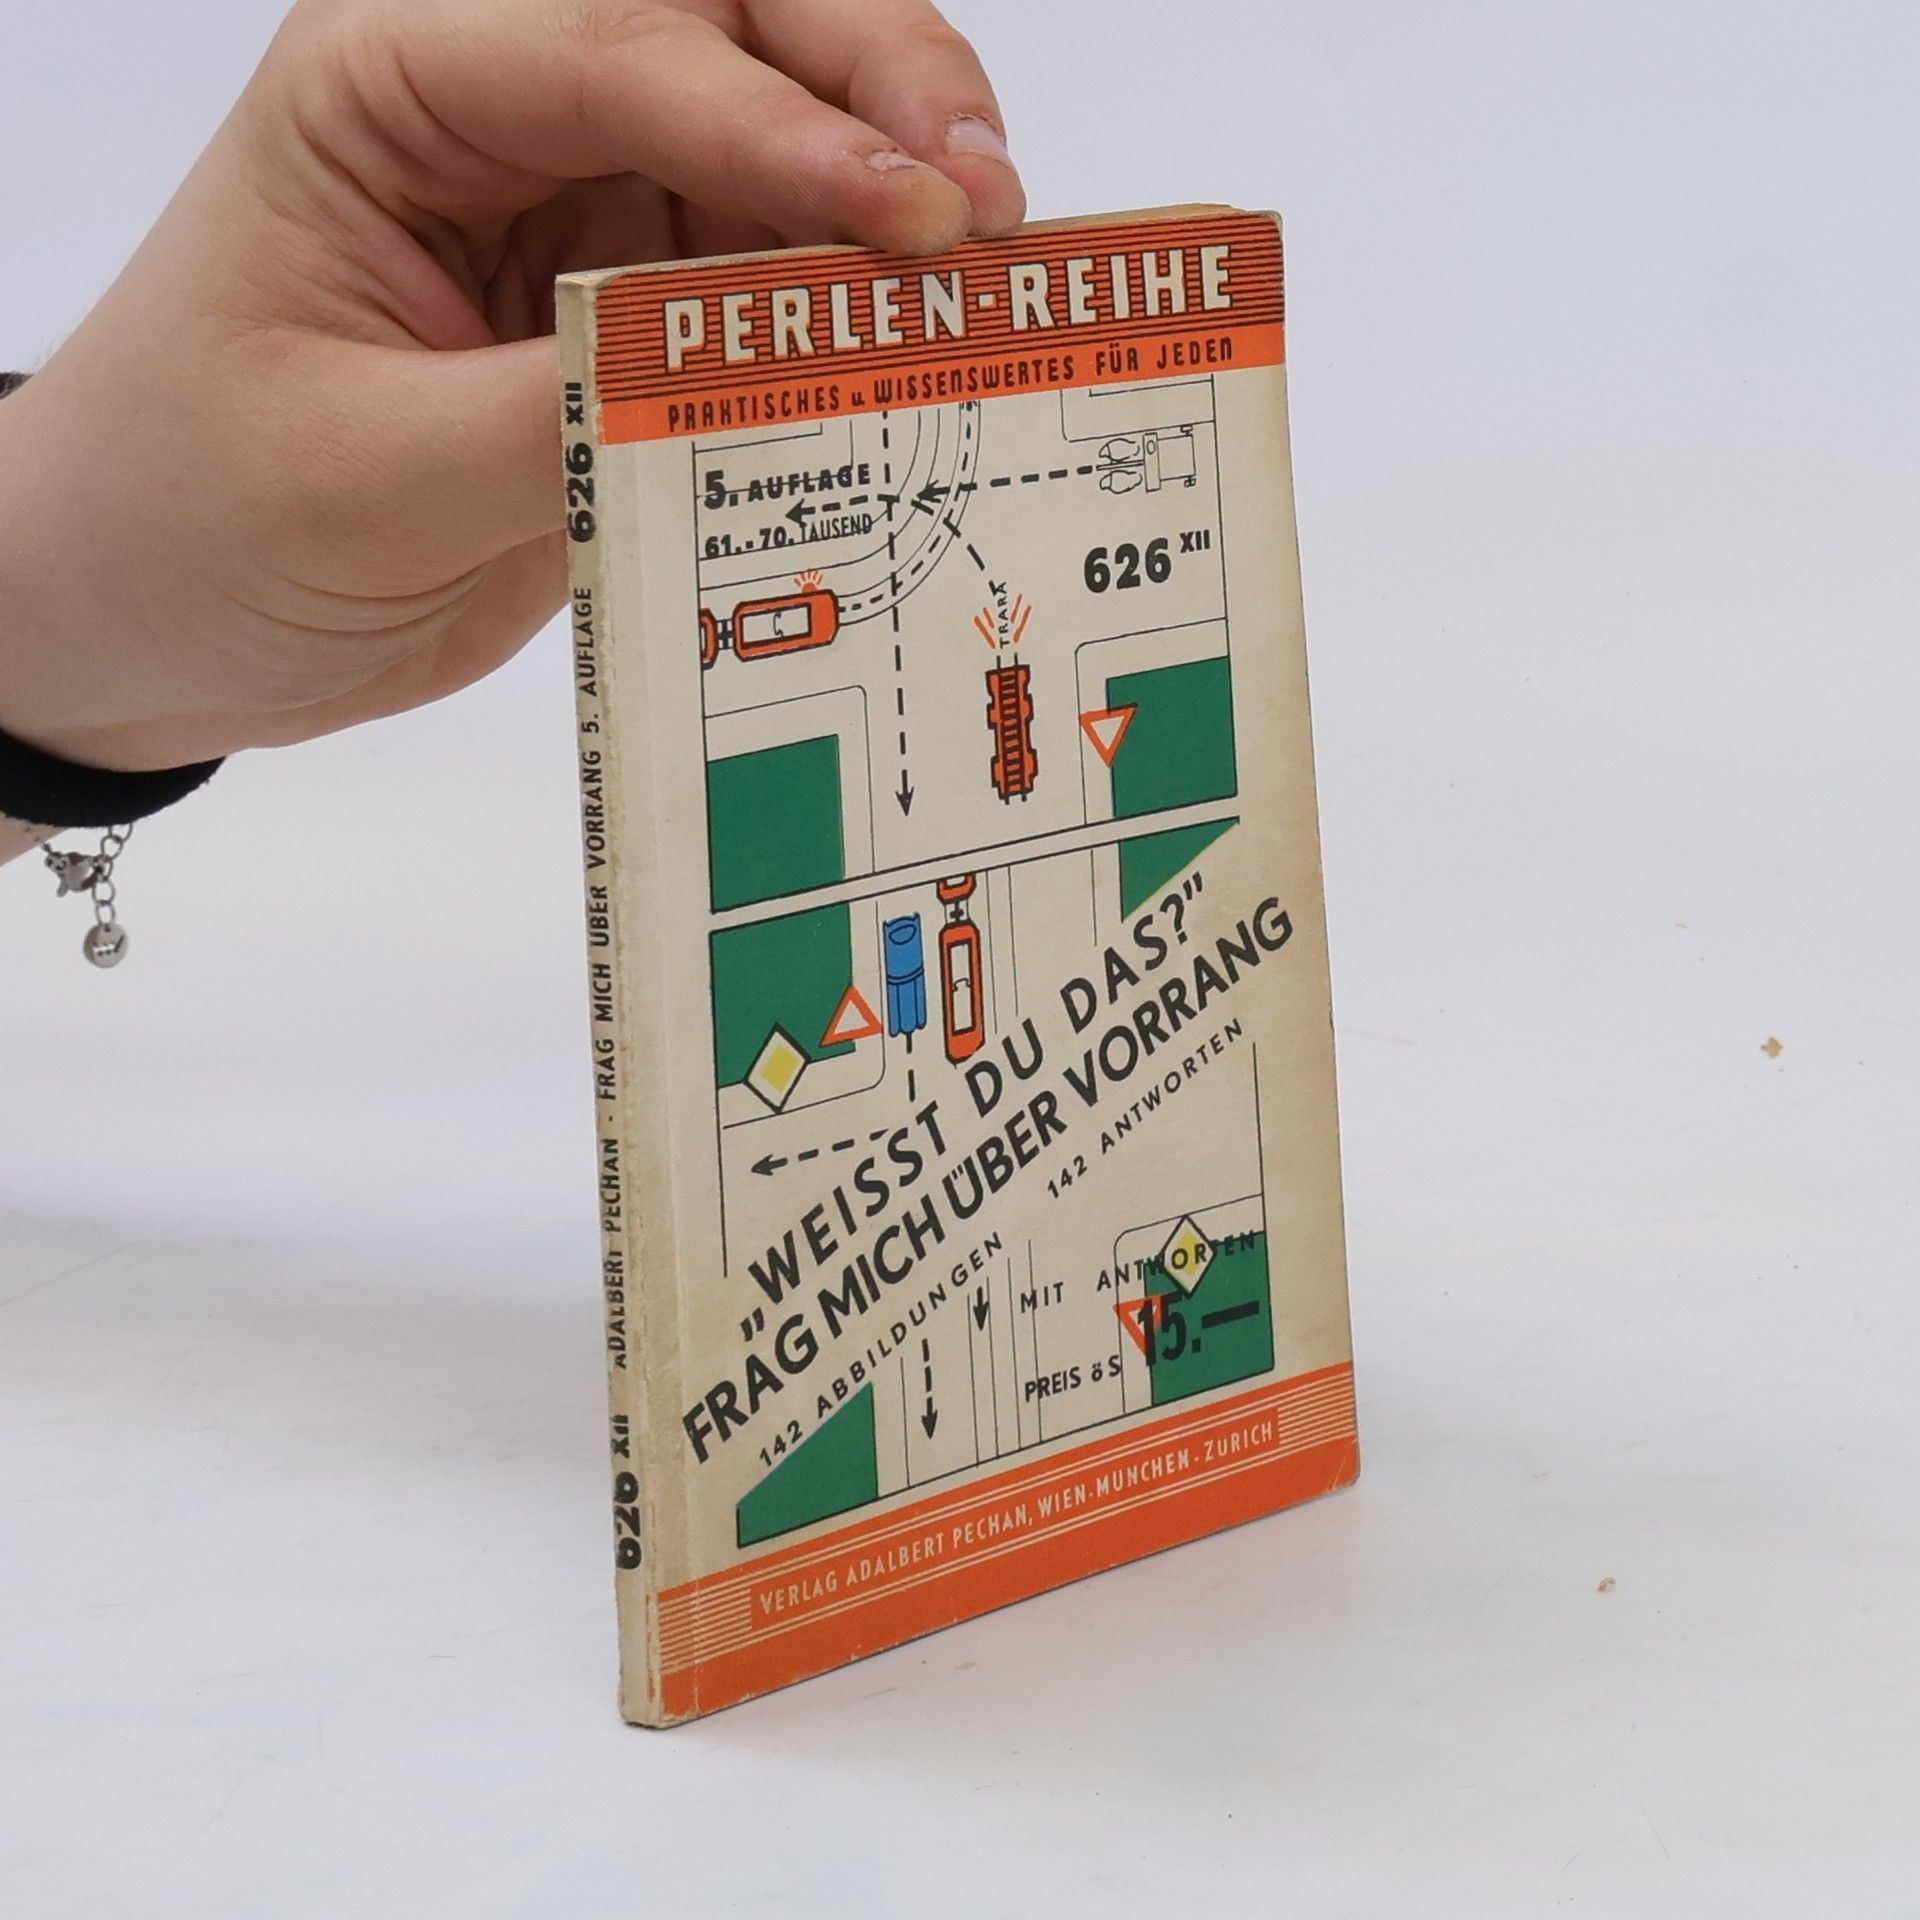 PERLEN-REIHE
PRAKTISCHES u. WISSENSWERTES FÜR JEDEN
5. AUFLAGE
61.-70. TAUSEND
626 XII
TRARA
„WEISST DU DAS?”
FRAG MICH ÜBER VORRANG
142 ABBILDUNGEN 142 ANTWORTEN
MIT ANTWORTEN
PREIS öS 15.—
VERLAG ADALBERT PECHAN, WIEN-MÜNCHEN-ZÜRICH
626 XII ADALBERT PECHAN - FRAG MICH ÜBER VORRANG 5. AUFLAGE 626 XII